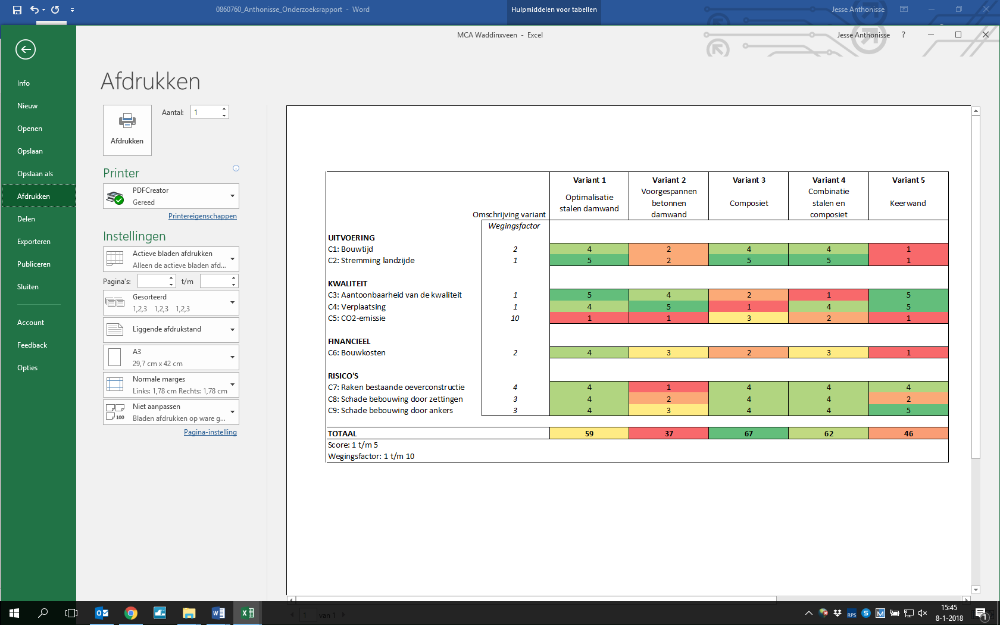 0860760_Anthonisse_Onderzoeksrapport - Word
Hulpmiddelen voor tabellen
Jesse Anthonisse
MCA Waddinxveen - Excel
Jesse Anthonisse
?
Info
Nieuw
Openen
Opslaan
Opslaan als
Afdrukken
Delen
Exporteren
Publiceren
Sluiten
Account
Feedback
Opties
Afdrukken
Afdrukken
Aantal: 1
Printer
PDFCreator
Gereed
Printereigenschappen
Instellingen
Actieve bladen afdrukken
Alleen de actieve bladen afd...
Pagina's: t/m
Gesorteerd
1,2,3 1,2,3 1,2,3
Liggende afdrukstand
A3
29,7 cm x 42 cm
Normale marges
Links: 1,78 cm Rechts: 1,78 cm
Niet aanpassen
100
Bladen afdrukken op ware g...
Pagina-instelling
Variant 1 Variant 2 Variant 3 Variant 4 Variant 5
Omschrijving variant
Optimalisatie
stalen damwand
Voorgespannen
betonnen
damwand
Composiet
Combinatie
stalen en
composiet
Keerwand
Wegingsfactor
UITVOERING
C1: Bouwtijd 2 4 2 4 4 1
C2: Stremming landzijde 1 5 2 5 5 1
KWALITEIT
C3: Aantoonbaarheid van de kwaliteit 1 5 4 2 1 5
C4: Verplaatsing 1 4 5 1 4 5
C5: CO2-emissie 10 1 1 3 2 1
FINANCIEEL
C6: Bouwkosten 2 4 3 2 3 1
RISICO'S
C7: Raken bestaande oeverconstructie 4 4 1 4 4 4
C8: Schade bebouwing door zettingen 3 4 2 4 4 2
C9: Schade bebouwing door ankers 3 4 3 4 4 5
TOTAAL 59 37 67 62 46
Score: 1 t/m 5
Wegingsfactor: 1 t/m 10
1 van 1
RPS
15:45
8-1-2018
1